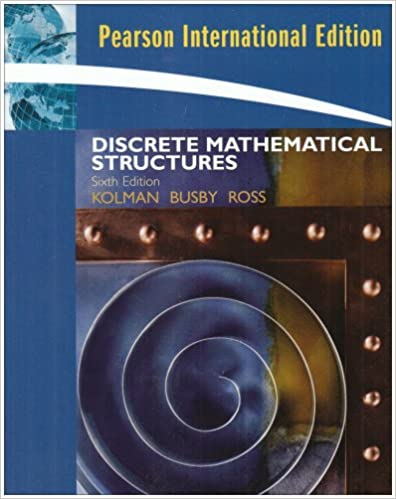 Pearson International Edition
DISCRETE MATHEMATICAL
STRUCTURES
Sixth Edition
KOLMAN BUSBY ROSS